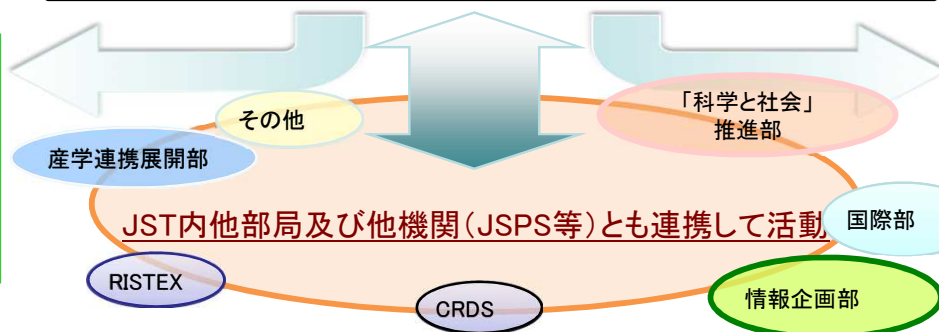 その他
「科学と社会」
推進部
産学連携展開部
JST内他部局及び他機関(JSPS等)とも連携して活動
国際部
RISTEX
CRDS
情報企画部